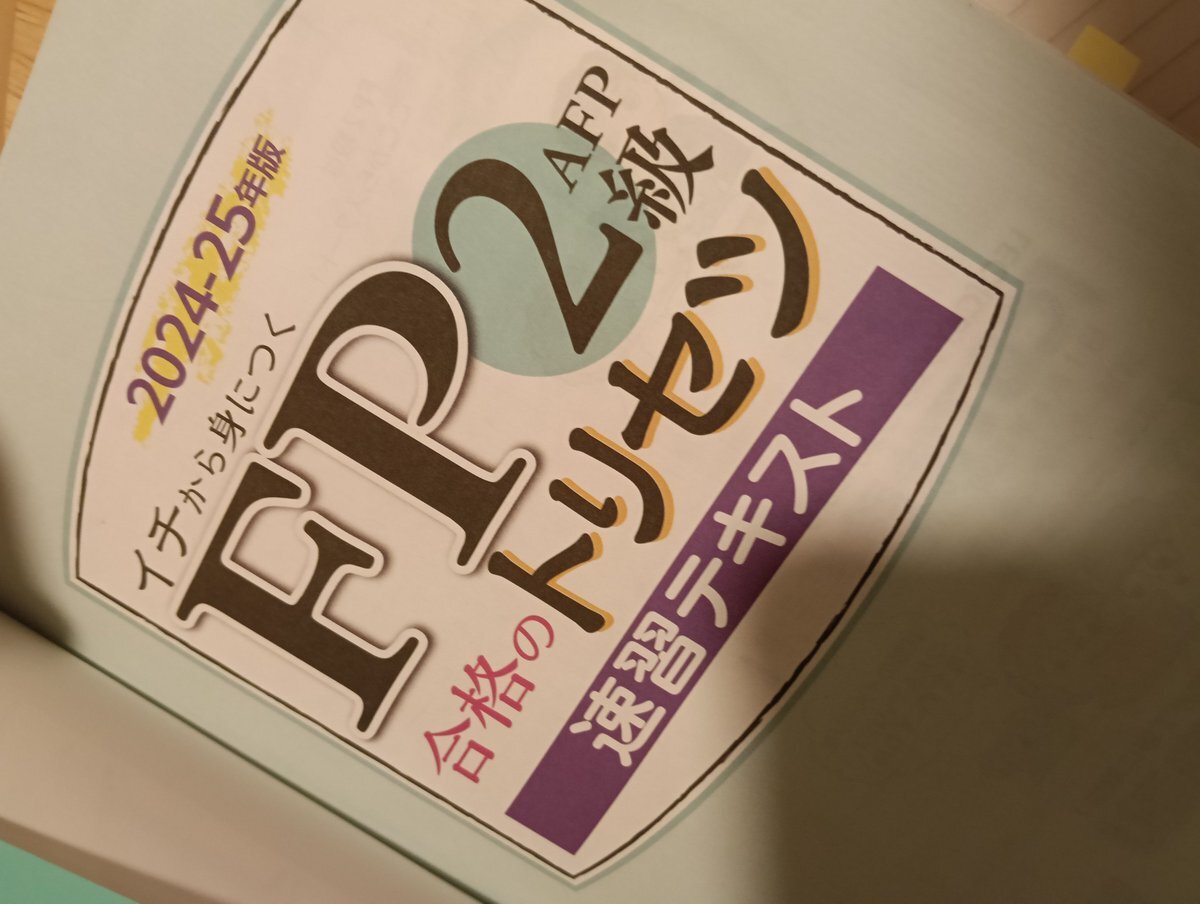 2024-25年版
イチから身につく
FP2級
AFP
合格のトリセツ
速習テキスト